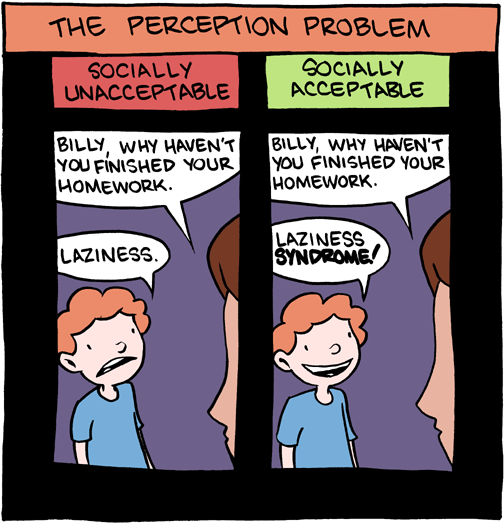 THE PERCEPTION PROBLEM
SOCIALLY
UNACCEPTABLE
BILLY, WHY HAVEN'T
YOU FINISHED YOUR
HOMEWORK.
LAZINESS.
SOCIALLY
ACCEPTABLE
BILLY, WHY HAVEN'T
YOU FINISHED YOUR
HOMEWORK.
LAZINESS
SYNDROME!